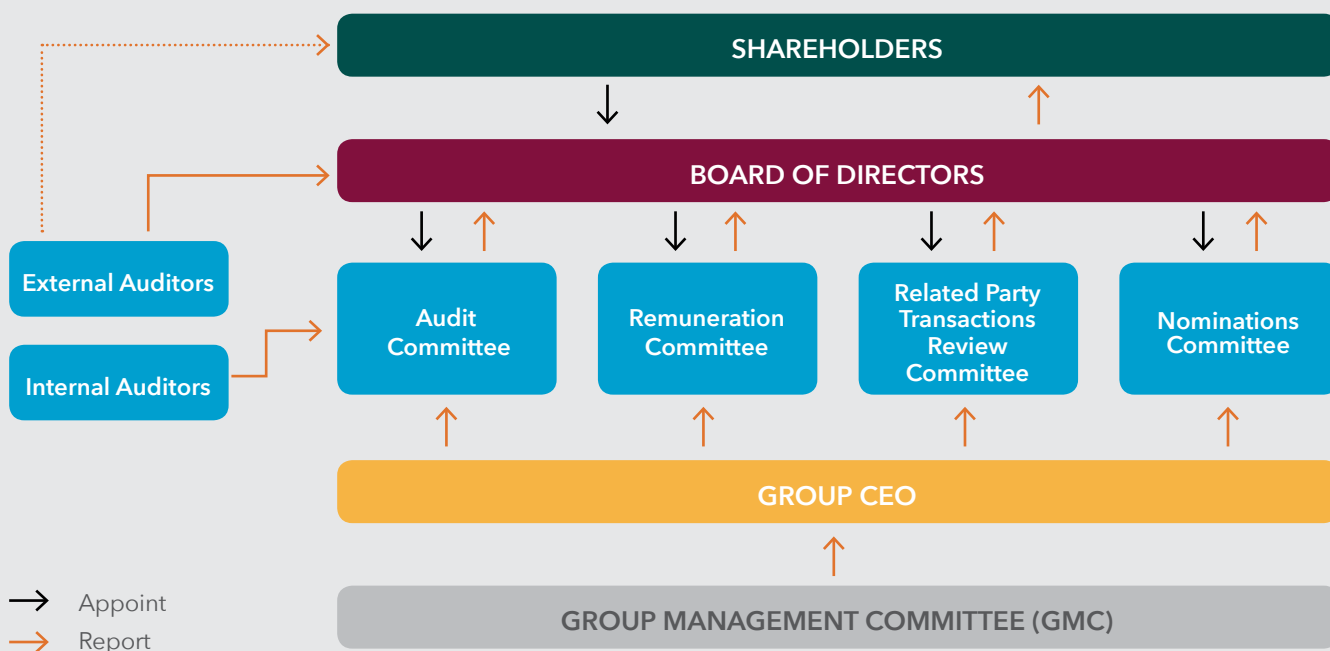 SHAREHOLDERS
BOARD OF DIRECTORS
External Auditors
Internal Auditors
Audit
Committee
Remuneration
Committee
Related Party
Transactions
Review
Committee
Nominations
Committee
GROUP CEO
GROUP MANAGEMENT COMMITTEE (GMC)
Appoint
Report